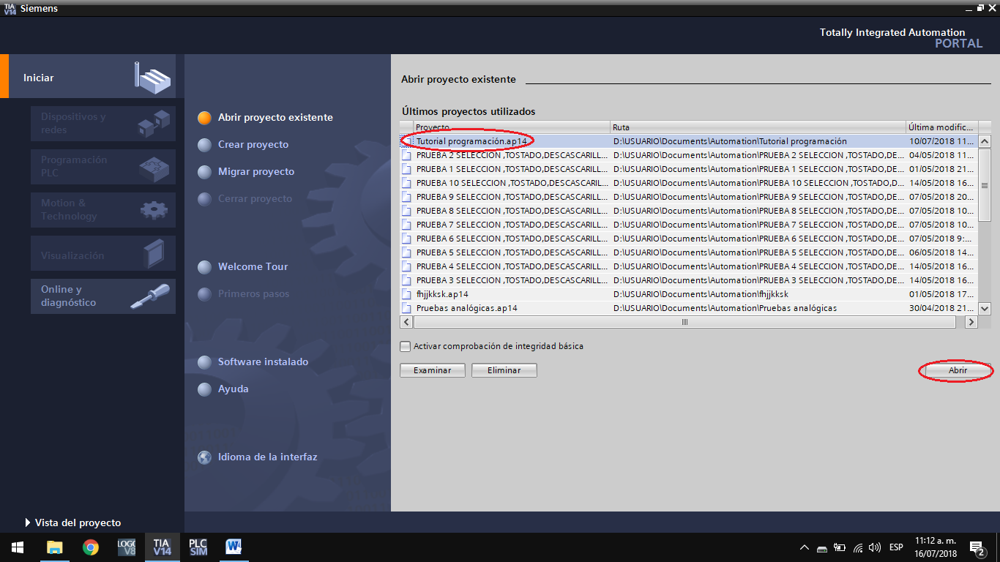 TIA V14 Siemens
Totally Integrated Automation
PORTAL
Iniciar
Dispositivos y
redes
Programación
PLC
Motion &
Technology
Visualización
Online y
diagnóstico
Vista del proyecto
Abrir proyecto existente
Crear proyecto
Migrar proyecto
Cerrar proyecto
Welcome Tour
Primeros pasos
Software instalado
Ayuda
Idioma de la interfaz
Abrir proyecto existente
Últimos proyectos utilizados
Proyecto Ruta Última modific...
Tutorial programación.ap14 D:\USUARIO\Documents\Automation\Tutorial programación 10/07/2018 11...
PRUEBA 2 SELECCION ,TOSTADO,DESCASCARILL... D:\USUARIO\Documents\Automation\PRUEBA 2 SELECCION ,TOSTADO,DE... 04/05/2018 11...
PRUEBA 1 SELECCION ,TOSTADO,DESCASCARILL... D:\USUARIO\Documents\Automation\PRUEBA 1 SELECCION ,TOSTADO,DE... 01/05/2018 21...
PRUEBA 10 SELECCION ,TOSTADO,DESCASCARIL... D:\USUARIO\Documents\Automation\PRUEBA 10 SELECCION ,TOSTADO,D... 14/05/2018 16...
PRUEBA 9 SELECCION ,TOSTADO,DESCASCARILL... D:\USUARIO\Documents\Automation\PRUEBA 9 SELECCION ,TOSTADO,DE... 07/05/2018 20...
PRUEBA 8 SELECCION ,TOSTADO,DESCASCARILL... D:\USUARIO\Documents\Automation\PRUEBA 8 SELECCION ,TOSTADO,DE... 07/05/2018 10...
PRUEBA 7 SELECCION ,TOSTADO,DESCASCARILL... D:\USUARIO\Documents\Automation\PRUEBA 7 SELECCION ,TOSTADO,DE... 07/05/2018 10...
PRUEBA 6 SELECCION ,TOSTADO,DESCASCARILL... D:\USUARIO\Documents\Automation\PRUEBA 6 SELECCION ,TOSTADO,DE... 07/05/2018 9:...
PRUEBA 5 SELECCION ,TOSTADO,DESCASCARILL... D:\USUARIO\Documents\Automation\PRUEBA 5 SELECCION ,TOSTADO,DE... 06/05/2018 14...
PRUEBA 4 SELECCION ,TOSTADO,DESCASCARILL... D:\USUARIO\Documents\Automation\PRUEBA 4 SELECCION ,TOSTADO,DE... 14/05/2018 16...
PRUEBA 3 SELECCION ,TOSTADO,DESCASCARILL... D:\USUARIO\Documents\Automation\PRUEBA 3 SELECCION ,TOSTADO,DE... 14/05/2018 16...
fhjjkksk.ap14 D:\USUARIO\Documents\Automation\fhjjkksk 01/05/2018 17...
Pruebas analógicas.ap14 D:\USUARIO\Documents\Automation\Pruebas analógicas 30/04/2018 21...
Activar comprobación de integridad básica
Examinar Eliminar Abrir
LOGO V8 TIA V14 PLC SIM W ESP 11:12 a. m.
16/07/2018 2